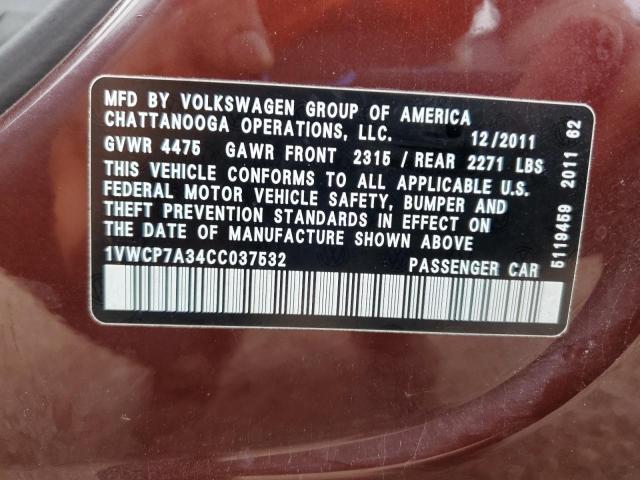 MFD BY VOLKSWAGEN GROUP OF AMERICA
CHATTANOOGA OPERATIONS, LLC. 12/2011
GVWR 4475 GAWR FRONT 2315 / REAR 2271 LBS
THIS VEHICLE CONFORMS TO ALL APPLICABLE U.S.
FEDERAL MOTOR VEHICLE SAFETY, BUMPER AND
THEFT PREVENTION STANDARDS IN EFFECT ON
THE DATE OF MANUFACTURE SHOWN ABOVE
1VWCP7A34CC037532 PASSENGER CAR
5119459 2011 62